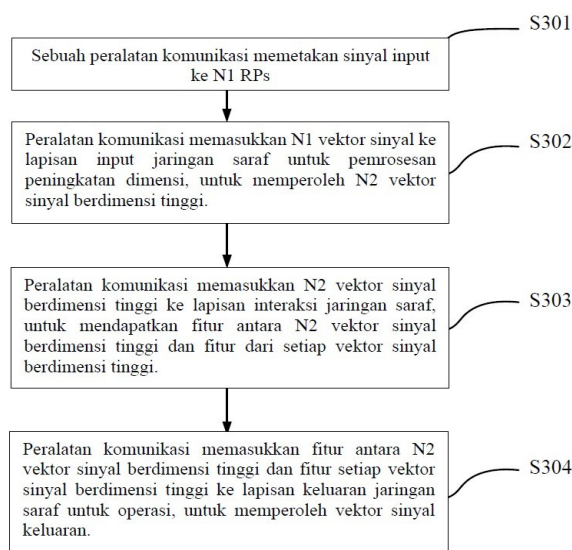 S301
Sebuah peralatan komunikasi memetakan sinyal input
ke N1 RPs
S302
Peralatan komunikasi memasukkan N1 vektor sinyal ke
lapisan input jaringan saraf untuk pemrosesan
peningkatan dimensi, untuk memperoleh N2 vektor
sinyal berdimensi tinggi.
S303
Peralatan komunikasi memasukkan N2 vektor sinyal
berdimensi tinggi ke lapisan interaksi jaringan saraf,
untuk mendapatkan fitur antara N2 vektor sinyal
berdimensi tinggi dan fitur dari setiap vektor sinyal
berdimensi tinggi.
S304
Peralatan komunikasi memasukkan fitur antara N2
vektor sinyal berdimensi tinggi dan fitur setiap vektor
sinyal berdimensi tinggi ke lapisan keluaran jaringan
saraf untuk operasi, untuk memperoleh vektor sinyal
keluaran.